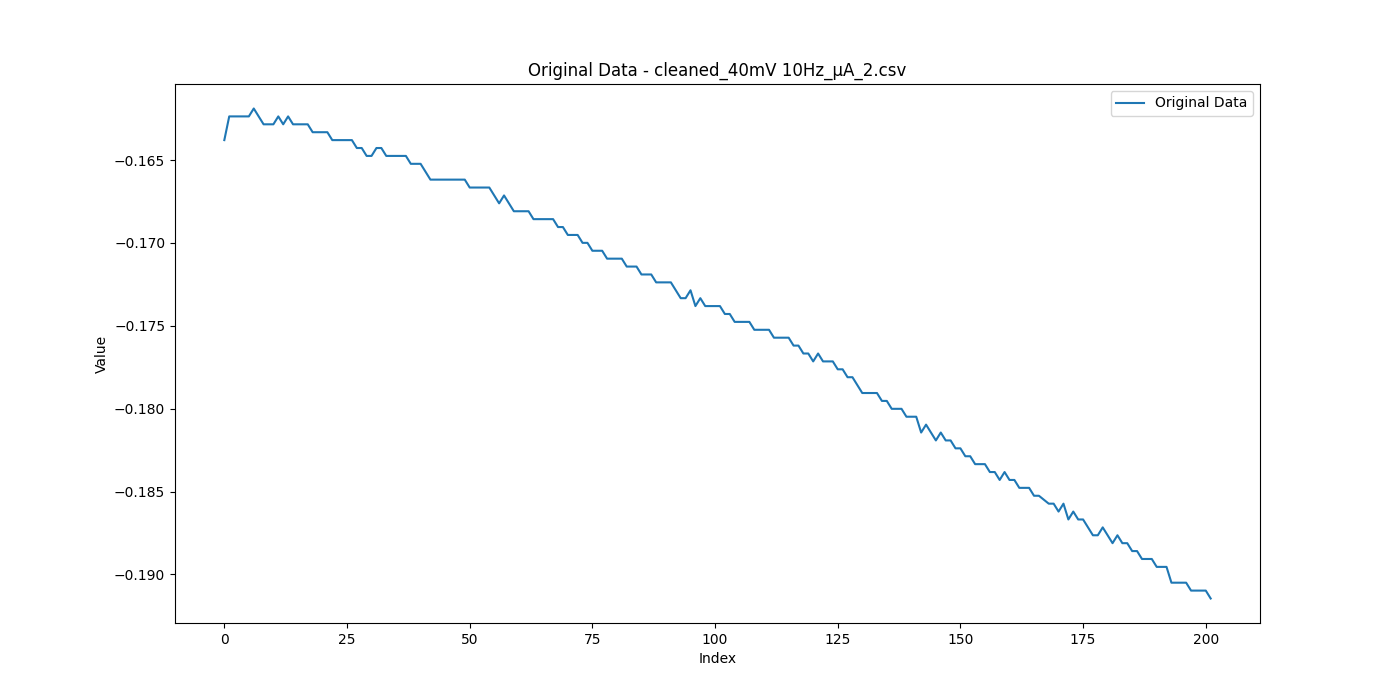 Original Data - cleaned_40mV 10Hz_μA_2.csv
Original Data
Value
−0.165
−0.170
−0.175
−0.180
−0.185
−0.190
0 25 50 75 100 125 150 175 200
Index